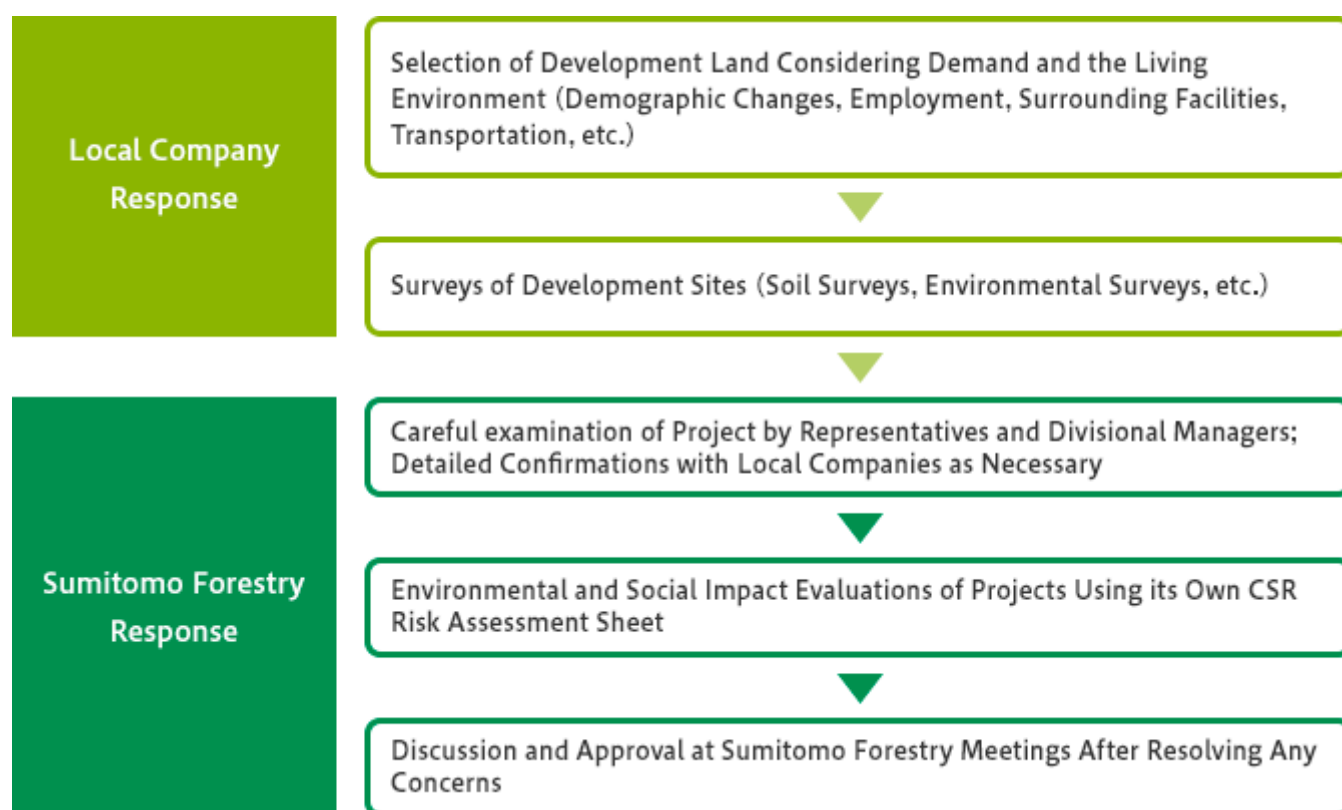 Local Company
Response
Selection of Development Land Considering Demand and the Living
Environment (Demographic Changes, Employment, Surrounding Facilities,
Transportation, etc.)
Surveys of Development Sites (Soil Surveys, Environmental Surveys, etc.)
Sumitomo Forestry
Response
Careful examination of Project by Representatives and Divisional Managers;
Detailed Confirmations with Local Companies as Necessary
Environmental and Social Impact Evaluations of Projects Using its Own CSR
Risk Assessment Sheet
Discussion and Approval at Sumitomo Forestry Meetings After Resolving Any
Concerns